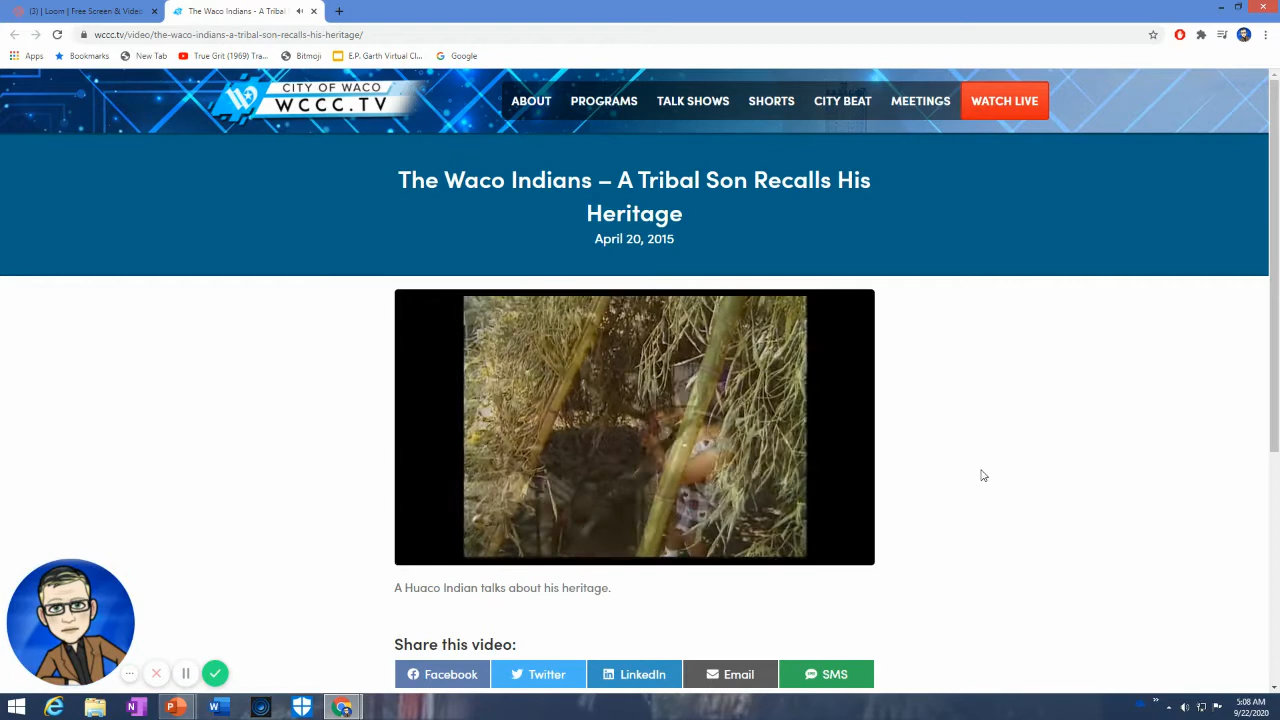 (3) | Loom | Free Screen & Video
The Waco Indians - A Tribal
wccc.tv/video/the-waco-indians-a-tribal-son-recalls-his-heritage/
Apps Bookmarks New Tab True Grit (1969) Tra... Bitmoji E.P. Garth Virtual Cl... Google
CITY OF WACO
WCCC.TV
ABOUT PROGRAMS TALK SHOWS SHORTS CITY BEAT MEETINGS WATCH LIVE
The Waco Indians – A Tribal Son Recalls His
Heritage
April 20, 2015
A Huaco Indian talks about his heritage.
Share this video:
Facebook Twitter LinkedIn Email SMS
5:08 AM
9/22/2020